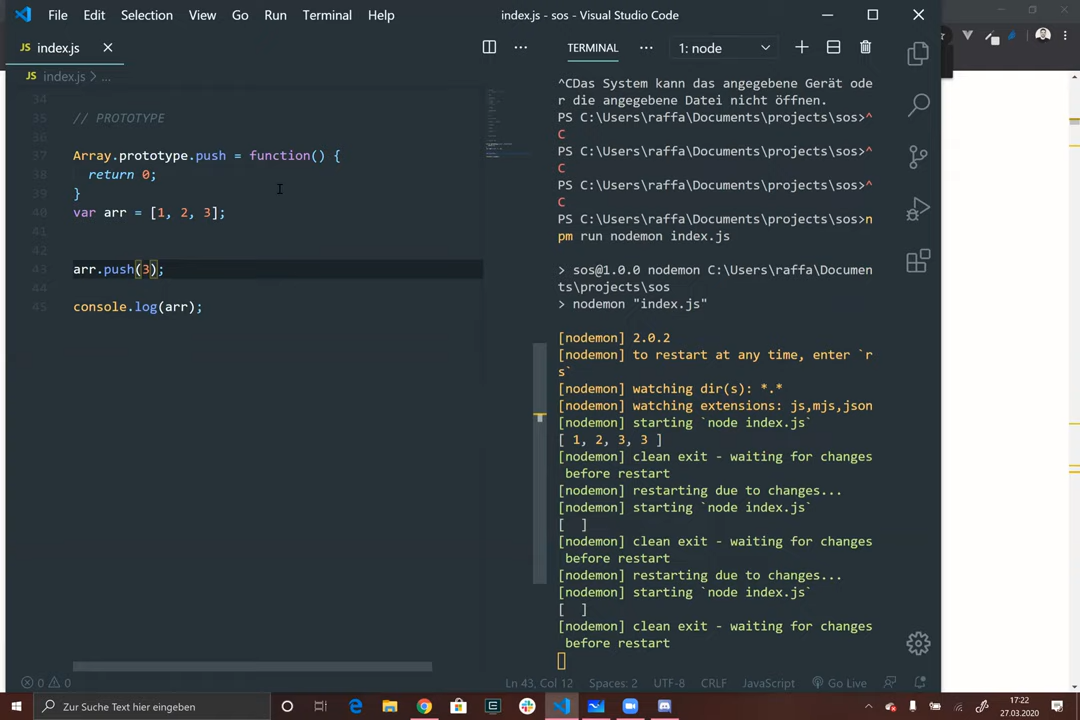 File Edit Selection View Go Run Terminal Help index.js - sos - Visual Studio Code
JS index.js
TERMINAL 1: node
JS index.js > ...
34
35 // PROTOTYPE
36
37 Array.prototype.push = function() {
38 return 0;
39 }
40 var arr = [1, 2, 3];
41
42
43 arr.push(3);
44
45 console.log(arr);
^CDas System kann das angegebene Gerät ode
r die angegebene Datei nicht öffnen.
PS C:\Users\raffa\Documents\projects\sos>^
C
PS C:\Users\raffa\Documents\projects\sos>^
C
PS C:\Users\raffa\Documents\projects\sos>^
C
PS C:\Users\raffa\Documents\projects\sos>n
pm run nodemon index.js
> sos@1.0.0 nodemon C:\Users\raffa\Documen
ts\projects\sos
> nodemon "index.js"
[nodemon] 2.0.2
[nodemon] to restart at any time, enter `r
s`
[nodemon] watching dir(s): *.*
[nodemon] watching extensions: js,mjs,json
[nodemon] starting `node index.js`
[ 1, 2, 3, 3 ]
[nodemon] clean exit - waiting for changes
before restart
[nodemon] restarting due to changes...
[nodemon] starting `node index.js`
[  ]
[nodemon] clean exit - waiting for changes
before restart
[nodemon] restarting due to changes...
[nodemon] starting `node index.js`
[  ]
[nodemon] clean exit - waiting for changes
before restart
0 0 Ln 43, Col 12 Spaces: 2 UTF-8 CRLF JavaScript Go Live
Zur Suche Text hier eingeben
17:22
27.03.2020